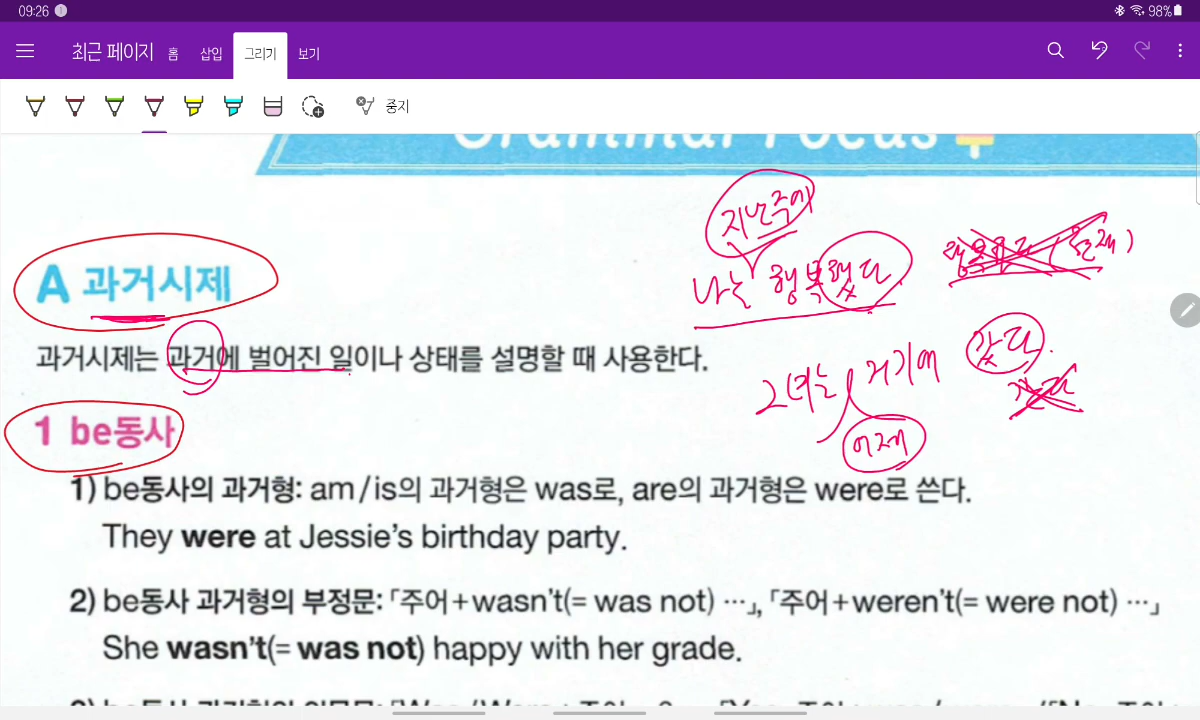 09:26
98%
최근 페이지 홈 삽입 그리기 보기
중지
Grammar Focus
지난주에
나는 행복했다
A 과거시제
과거시제는 과거에 벌어진 일이나 상태를 설명할 때 사용한다.
그녀는 거기에 갔다.
간다
어제
1 be동사
1) be동사의 과거형: am/is의 과거형은 was로, are의 과거형은 were로 쓴다.
They were at Jessie's birthday party.
2) be동사 과거형의 부정문: 「주어+wasn't(= was not) …」, 「주어+weren't(= were not) …」
She wasn't(= was not) happy with her grade.